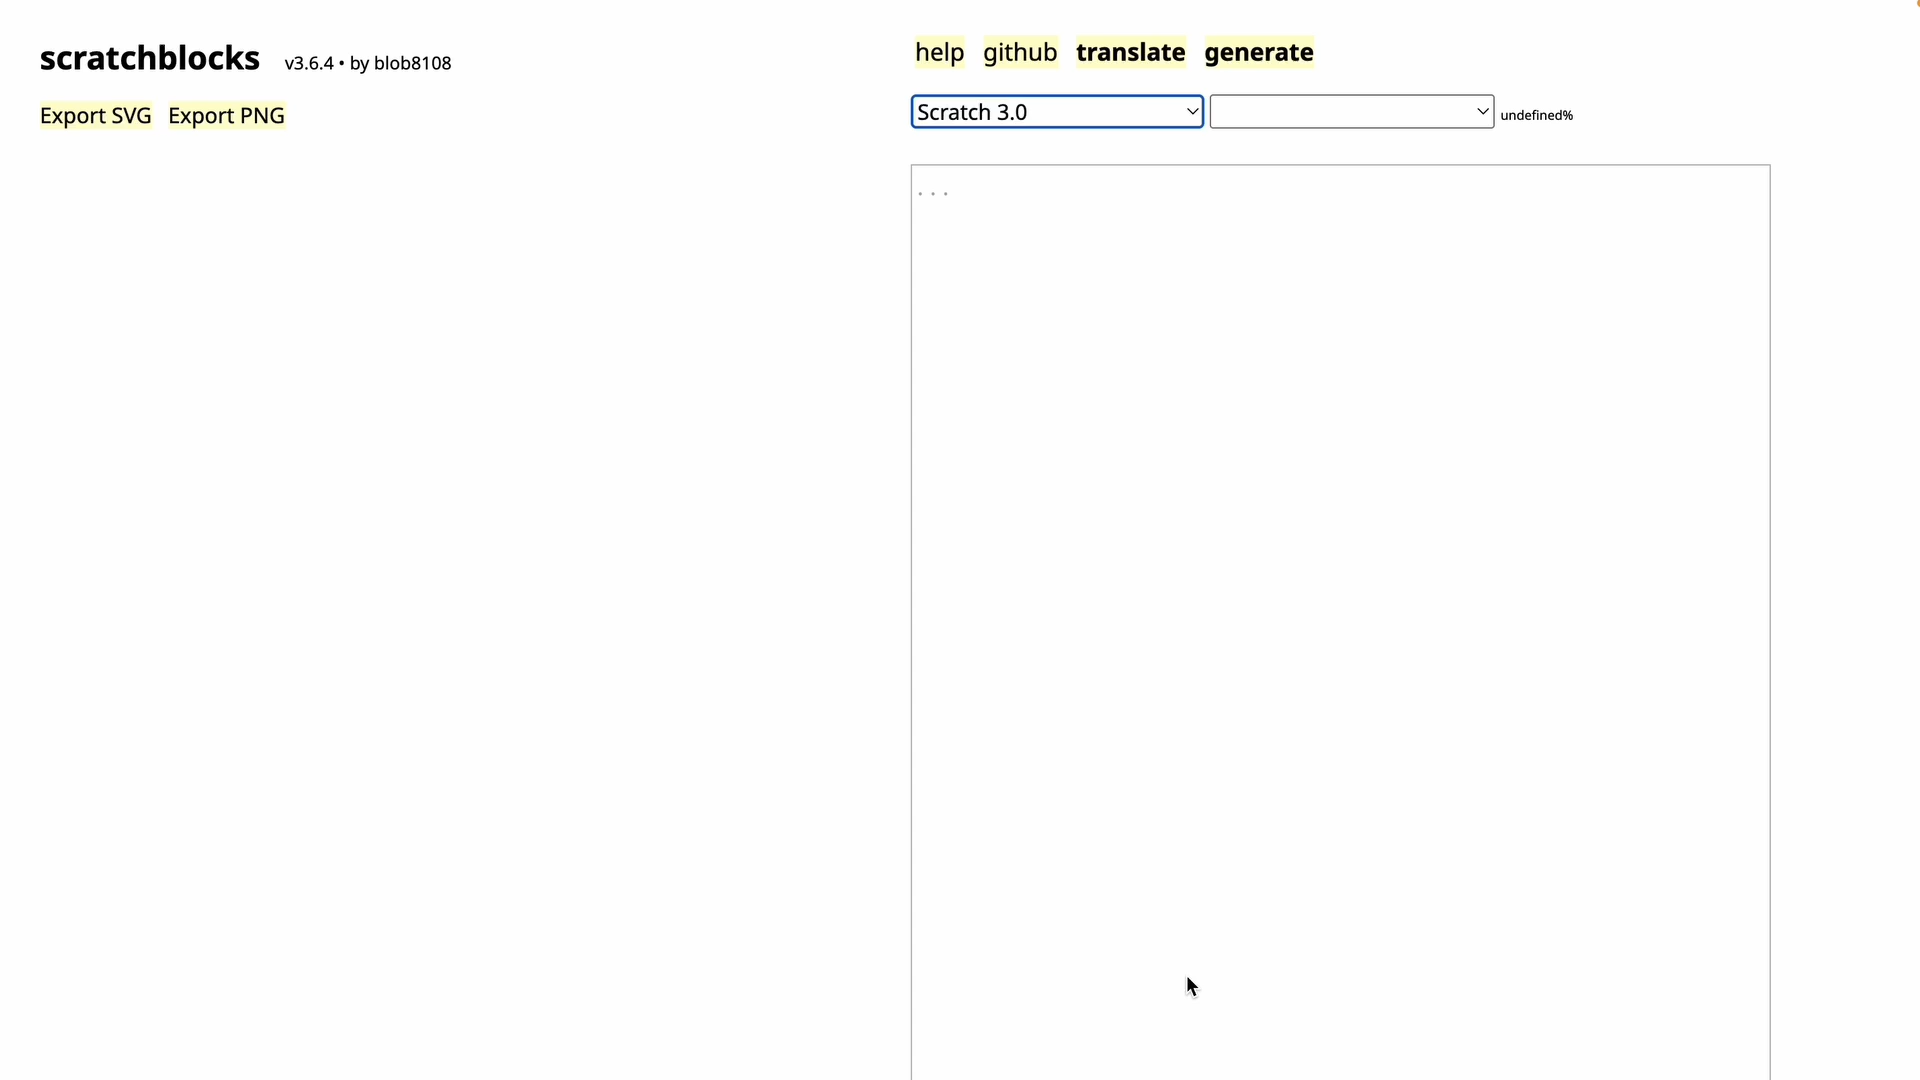 scratchblocks v3.6.4 • by blob8108
Export SVG Export PNG
help github translate generate
Scratch 3.0 undefined%
. . .